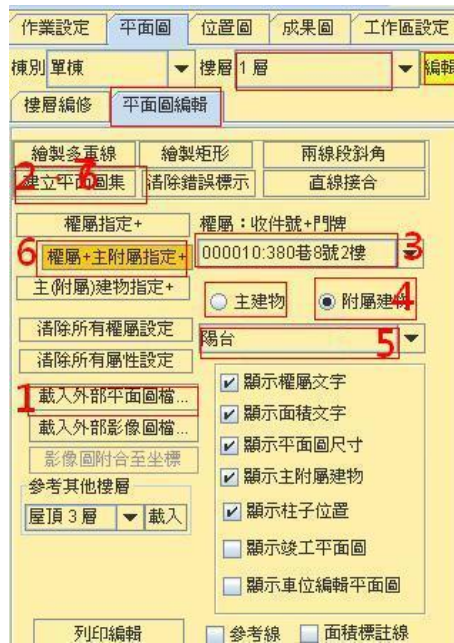 作業設定 平面圖 位置圖 成果圖 工作區設定
棟別 單棟 樓層 1 層 編輯
樓層編修 平面圖編輯
繪製多重線 繪製矩形 兩線段斜角
2 、 7 建立平面圖集 清除錯誤標示 直線接合
權屬指定+ 權屬：收件號+門牌
6 權屬+主附屬指定+ 000010:380巷8號2樓 3
主(附屬)建物指定+ 主建物 附屬建物 4
清除所有權屬設定 陽台 5
清除所有屬性設定
1 載入外部平面圖檔... 顯示權屬文字
載入外部影像圖檔... 顯示面積文字
影像圖附合至坐標 顯示平面圖尺寸
參考其他樓層 顯示主附屬建物
屋頂 3 層 載入 顯示柱子位置
顯示竣工平面圖
顯示車位編輯平面圖
列印編輯 參考線 面積標註線